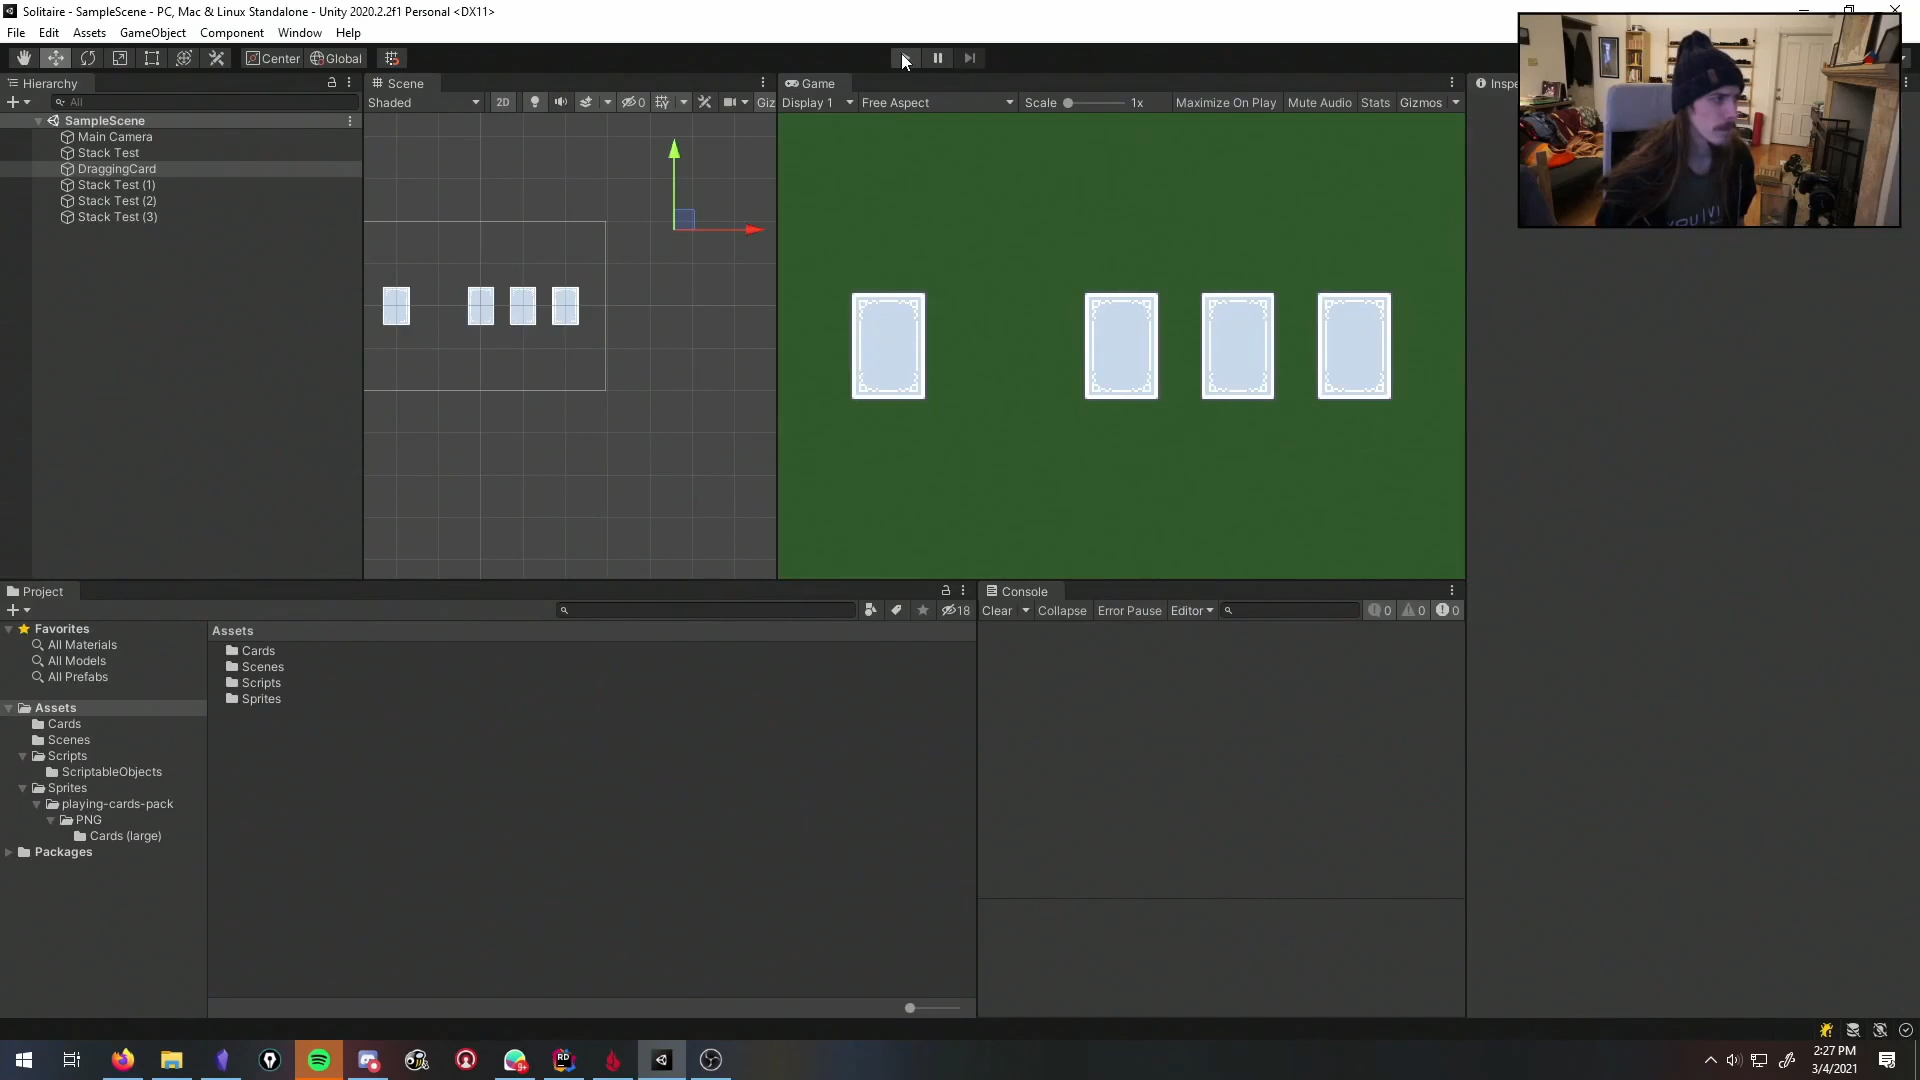 Solitaire - SampleScene - PC, Mac & Linux Standalone - Unity 2020.2.2f1 Personal <DX11>
File Edit Assets GameObject Component Window Help
Center Global
Hierarchy
All
SampleScene
Main Camera
Stack Test
DraggingCard
Stack Test (1)
Stack Test (2)
Stack Test (3)
Scene
Shaded 2D 0 Giz
Game
Display 1 Free Aspect Scale 1x Maximize On Play Mute Audio Stats Gizmos
Inspe
Project
18
Favorites
All Materials
All Models
All Prefabs
Assets
Cards
Scenes
Scripts
ScriptableObjects
Sprites
playing-cards-pack
PNG
Cards (large)
Packages
Assets
Cards
Scenes
Scripts
Sprites
Console
Clear Collapse Error Pause Editor 0 0 0
RD
9+
2:27 PM
3/4/2021